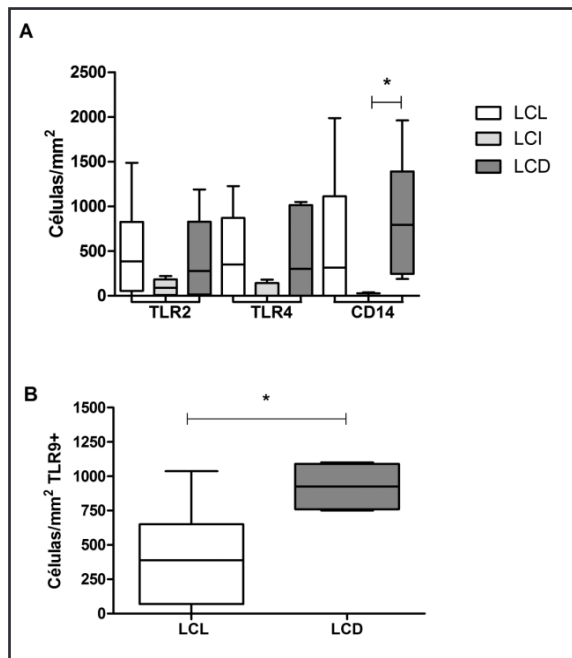 A
Células/mm²
2500
2000
1500
1000
500
0
TLR2 TLR4 CD14
*
LCL
LCI
LCD
B
Células/mm² TLR9+
1500
1250
1000
750
500
250
0
*
LCL LCD